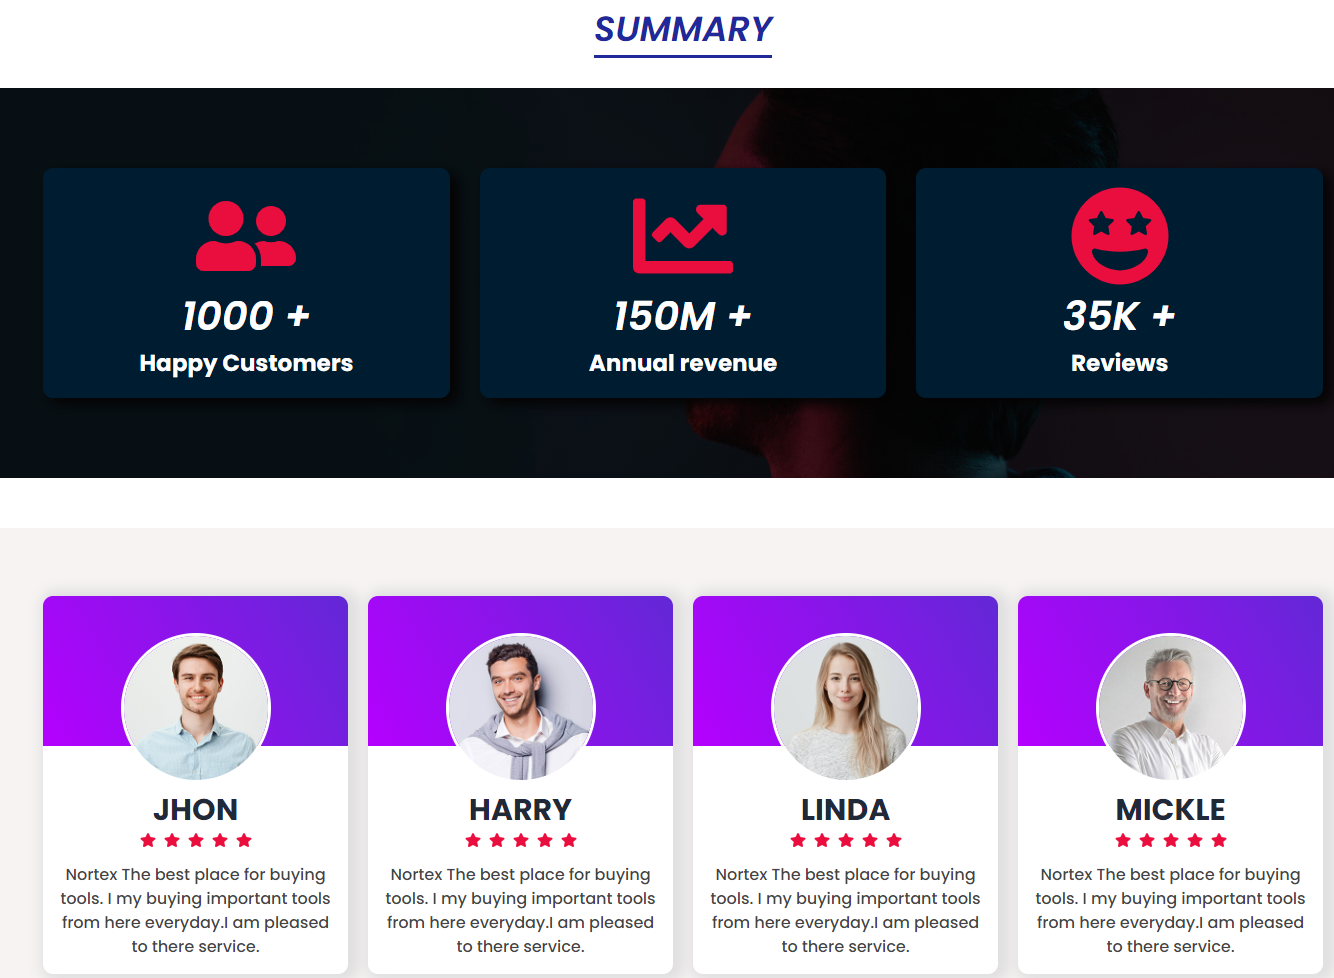 SUMMARY
1000 +
Happy Customers
150M +
Annual revenue
35K +
Reviews
JHON
Nortex The best place for buying
tools. I my buying important tools
from here everyday.I am pleased
to there service.
HARRY
Nortex The best place for buying
tools. I my buying important tools
from here everyday.I am pleased
to there service.
LINDA
Nortex The best place for buying
tools. I my buying important tools
from here everyday.I am pleased
to there service.
MICKLE
Nortex The best place for buying
tools. I my buying important tools
from here everyday.I am pleased
to there service.